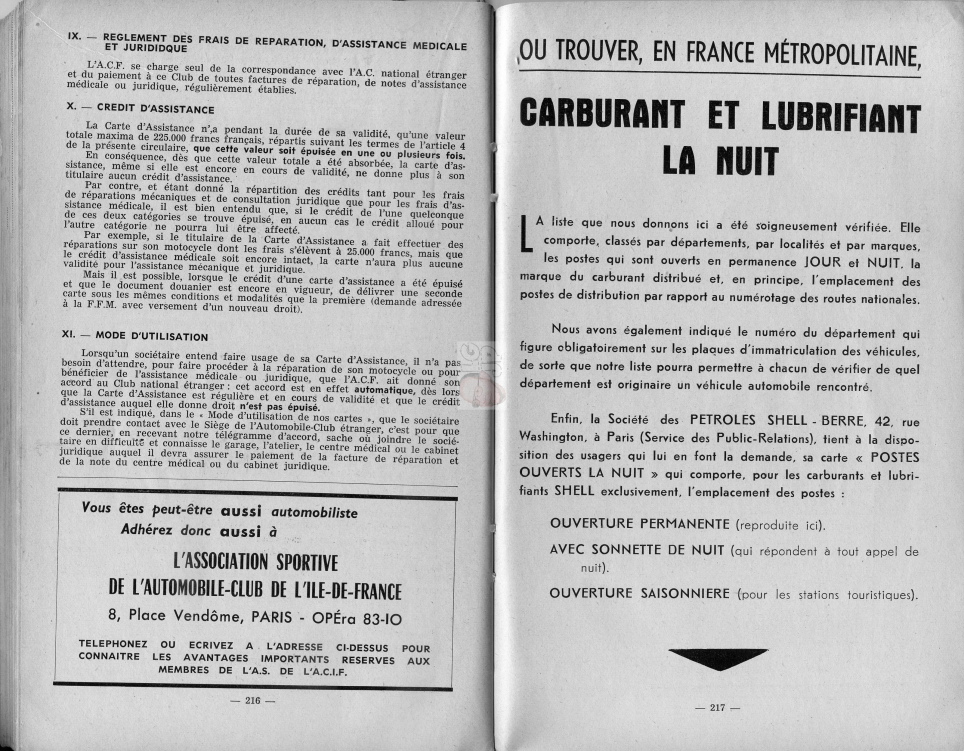 IX. — REGLEMENT DES FRAIS DE REPARATION, D'ASSISTANCE MEDICALE
ET JURIDIDQUE
L'A.C.F. se charge seul de la correspondance avec l'A.C. national étranger
et du paiement à ce Club de toutes factures de réparation, de notes d'assistance
médicale ou juridique, régulièrement établies.
X. — CREDIT D'ASSISTANCE
La Carte d'Assistance n',a pendant la durée de sa validité, qu'une valeur
totale maxima de 225.000 francs français, répartis suivant les termes de l'article 4
de la présente circulaire, que cette valeur soit épuisée en une ou plusieurs fois.
En conséquence, dès que cette valeur totale a été absorbée, la carte d'as-
sistance, même si elle est encore en cours de validité, ne donne plus à son
titulaire aucun crédit d'assistance.
Par contre, et étant donné la répartition des crédits tant pour les frais
de réparations mécaniques et de consultation juridique que pour les frais d'as-
sistance médicale, il est bien entendu que, si le crédit de l'une quelconque
de ces deux catégories se trouve épuisé, en aucun cas le crédit alloué pour
l'autre catégorie ne pourra lui être affecté.
Par exemple, si le titulaire de la Carte d'Assistance a fait effectuer des
réparations sur son motocycle dont les frais s'élèvent à 25.000 francs, mais que
le crédit d'assistance médicale soit encore intact, la carte n'aura plus aucune
validité pour l'assistance mécanique et juridique.
Mais il est possible, lorsque le crédit d'une carte d'assistance a été épuisé
et que le document douanier est encore en vigueur, de délivrer une seconde
carte sous les mêmes conditions et modalités que la première (demande adressée
à la F.F.M. avec versement d'un nouveau droit).
XI. — MODE D'UTILISATION
Lorsqu'un sociétaire entend faire usage de sa Carte d'Assistance, il n'a pas
besoin d'attendre, pour faire procéder à la réparation de son motocycle ou pour
bénéficier de l'assistance médicale ou juridique, que l'A.C.F. ait donné son
accord au Club national étranger : cet accord est en effet automatique, dès lors
que la Carte d'Assistance est régulière et en cours de validité et que le crédit
d'assistance auquel elle donne droit n'est pas épuisé.
S'il est indiqué, dans le « Mode d'utilisation de nos cartes », que le sociétaire
doit prendre contact avec le Siège de l'Automobile-Club étranger, c'est pour que
ce dernier, en recevant notre télégramme d'accord, sache où joindre le socié-
taire en difficulté et connaisse le garage, l'atelier, le centre médical ou le cabinet
juridique auquel il devra assurer le paiement de la facture de réparation et
de la note du centre médical ou du cabinet juridique.
Vous êtes peut-être aussi automobiliste
Adhérez donc aussi à
L'ASSOCIATION SPORTIVE
DE L'AUTOMOBILE-CLUB DE L'ILE-DE-FRANCE
8, Place Vendôme, PARIS - OPÉra 83-10
TELEPHONEZ OU ECRIVEZ A L'ADRESSE CI-DESSUS POUR
CONNAITRE LES AVANTAGES IMPORTANTS RESERVES AUX
MEMBRES DE L'A.S. DE L'A.C.I.F.
— 216 —
OU TROUVER, EN FRANCE MÉTROPOLITAINE,
CARBURANT ET LUBRIFIANT
LA NUIT
LA liste que nous donnons ici a été soigneusement vérifiée. Elle
comporte, classés par départements, par localités et par marques,
les postes qui sont ouverts en permanence JOUR et NUIT, la
marque du carburant distribué et, en principe, l'emplacement des
postes de distribution par rapport au numérotage des routes nationales.
Nous avons également indiqué le numéro du département qui
figure obligatoirement sur les plaques d'immatriculation des véhicules,
de sorte que notre liste pourra permettre à chacun de vérifier de quel
département est originaire un véhicule automobile rencontré.
Enfin, la Société des PETROLES SHELL - BERRE, 42, rue
Washington, à Paris (Service des Public-Relations), tient à la dispo-
sition des usagers qui lui en font la demande, sa carte « POSTES
OUVERTS LA NUIT » qui comporte, pour les carburants et lubri-
fiants SHELL exclusivement, l'emplacement des postes :
OUVERTURE PERMANENTE (reproduite ici).
AVEC SONNETTE DE NUIT (qui répondent à tout appel de
nuit).
OUVERTURE SAISONNIERE (pour les stations touristiques).
— 217 —